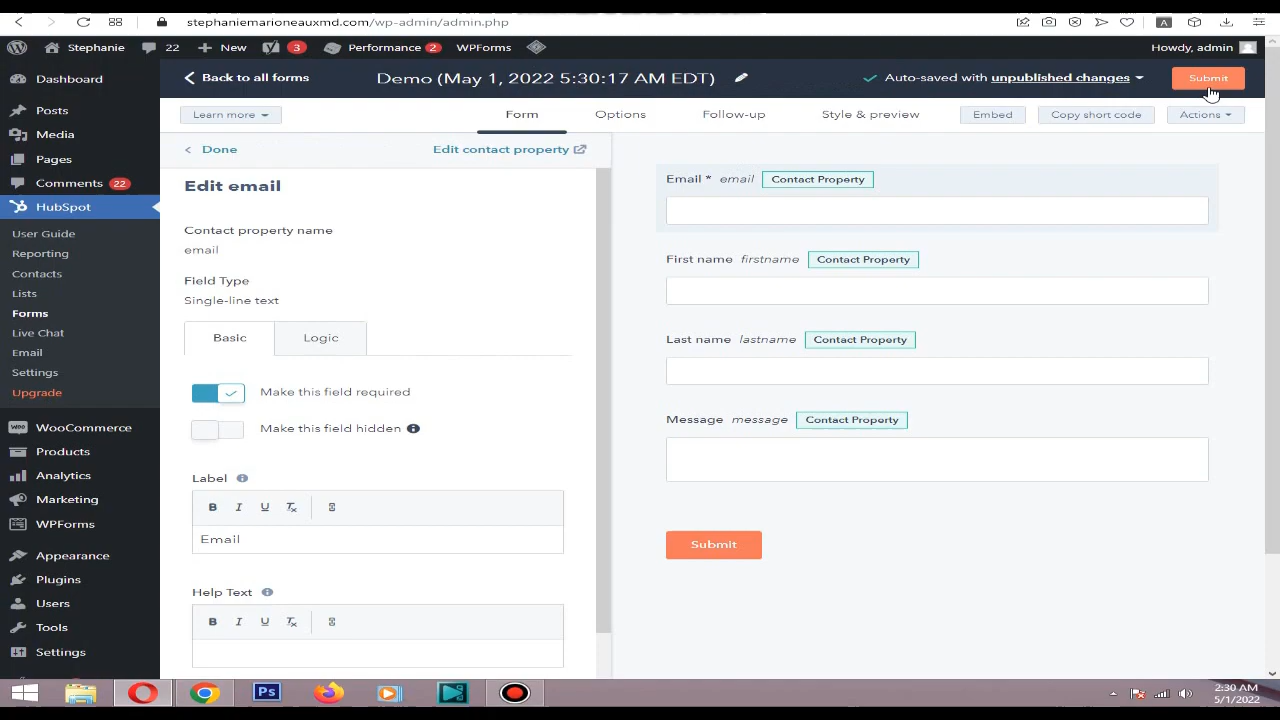 stephaniemarioneauxmd.com/wp-admin/admin.php
Stephanie 22 New 3 Performance 2 WPForms Howdy, admin
Dashboard
Posts
Media
Pages
Comments 22
HubSpot
User Guide
Reporting
Contacts
Lists
Forms
Live Chat
Email
Settings
Upgrade
WooCommerce
Products
Analytics
Marketing
WPForms
Appearance
Plugins
Users
Tools
Settings
Back to all forms Demo (May 1, 2022 5:30:17 AM EDT) Auto-saved with unpublished changes Submit
Learn more Form Options Follow-up Style & preview Embed Copy short code Actions
Done Edit contact property
Edit email
Contact property name
email
Field Type
Single-line text
Basic Logic
Make this field required
Make this field hidden
Label
B I U Tx
Email
Help Text
B I U Tx
Email * email Contact Property
First name firstname Contact Property
Last name lastname Contact Property
Message message Contact Property
Submit
Ps
2:30 AM
5/1/2022